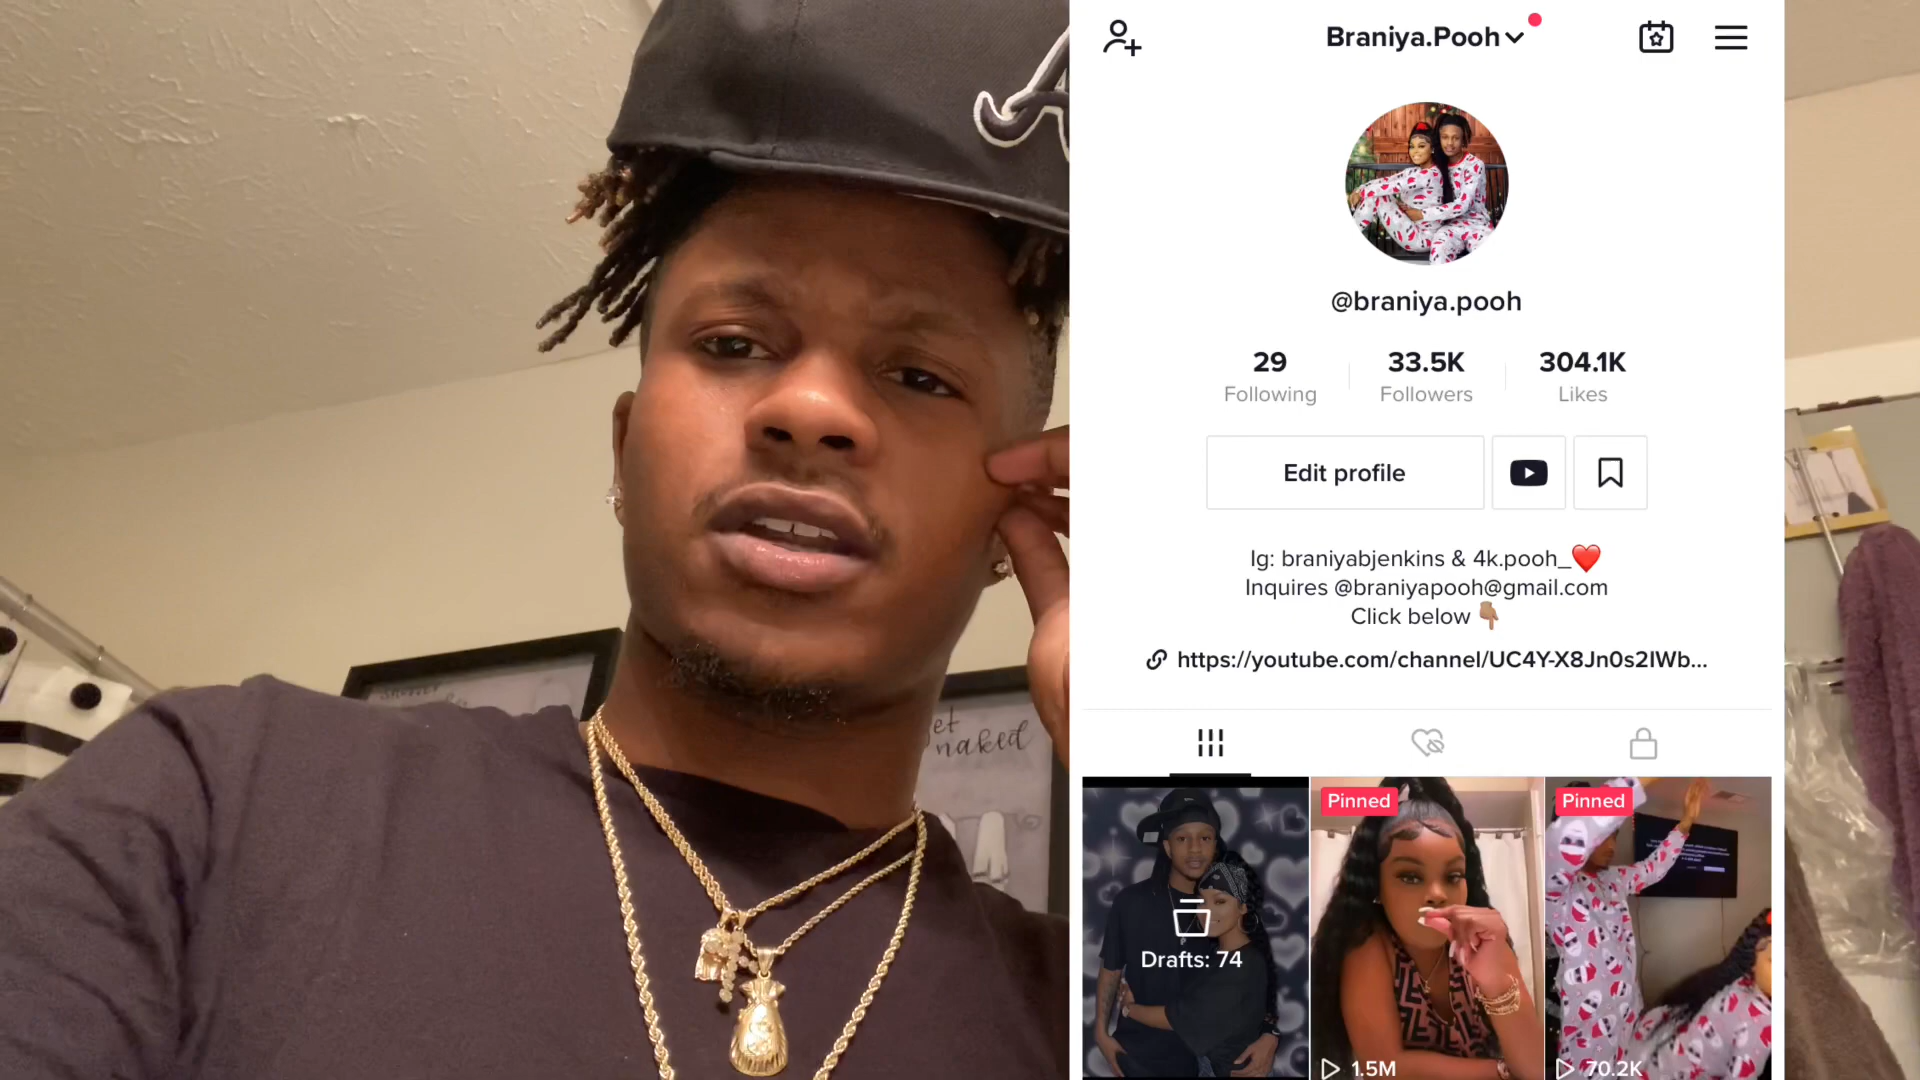 A
et
naked
Braniya.Pooh
@braniya.pooh
29
Following
33.5K
Followers
304.1K
Likes
Edit profile
Ig: braniyabjenkins & 4k.pooh_❤️
Inquires @braniyapooh@gmail.com
Click below 👇🏽
https://youtube.com/channel/UC4Y-X8Jn0s2IWb...
Drafts: 74
Pinned
1.5M
Pinned
70.2K